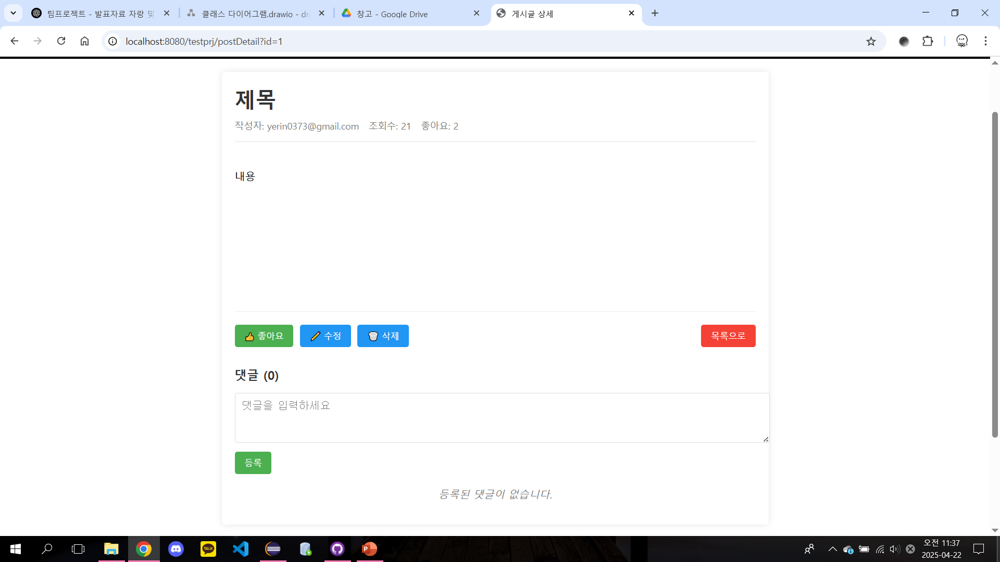 팀프로젝트 - 발표자료 자랑 및
클래스 다이어그램.drawio - dra
창고 - Google Drive
게시글 상세
localhost:8080/testprj/postDetail?id=1
제목
작성자: yerin0373@gmail.com 조회수: 21 좋아요: 2
내용
👍 좋아요 수정 삭제 목록으로
댓글 (0)
댓글을 입력하세요
등록
등록된 댓글이 없습니다.
TALK
오전 11:37
2025-04-22